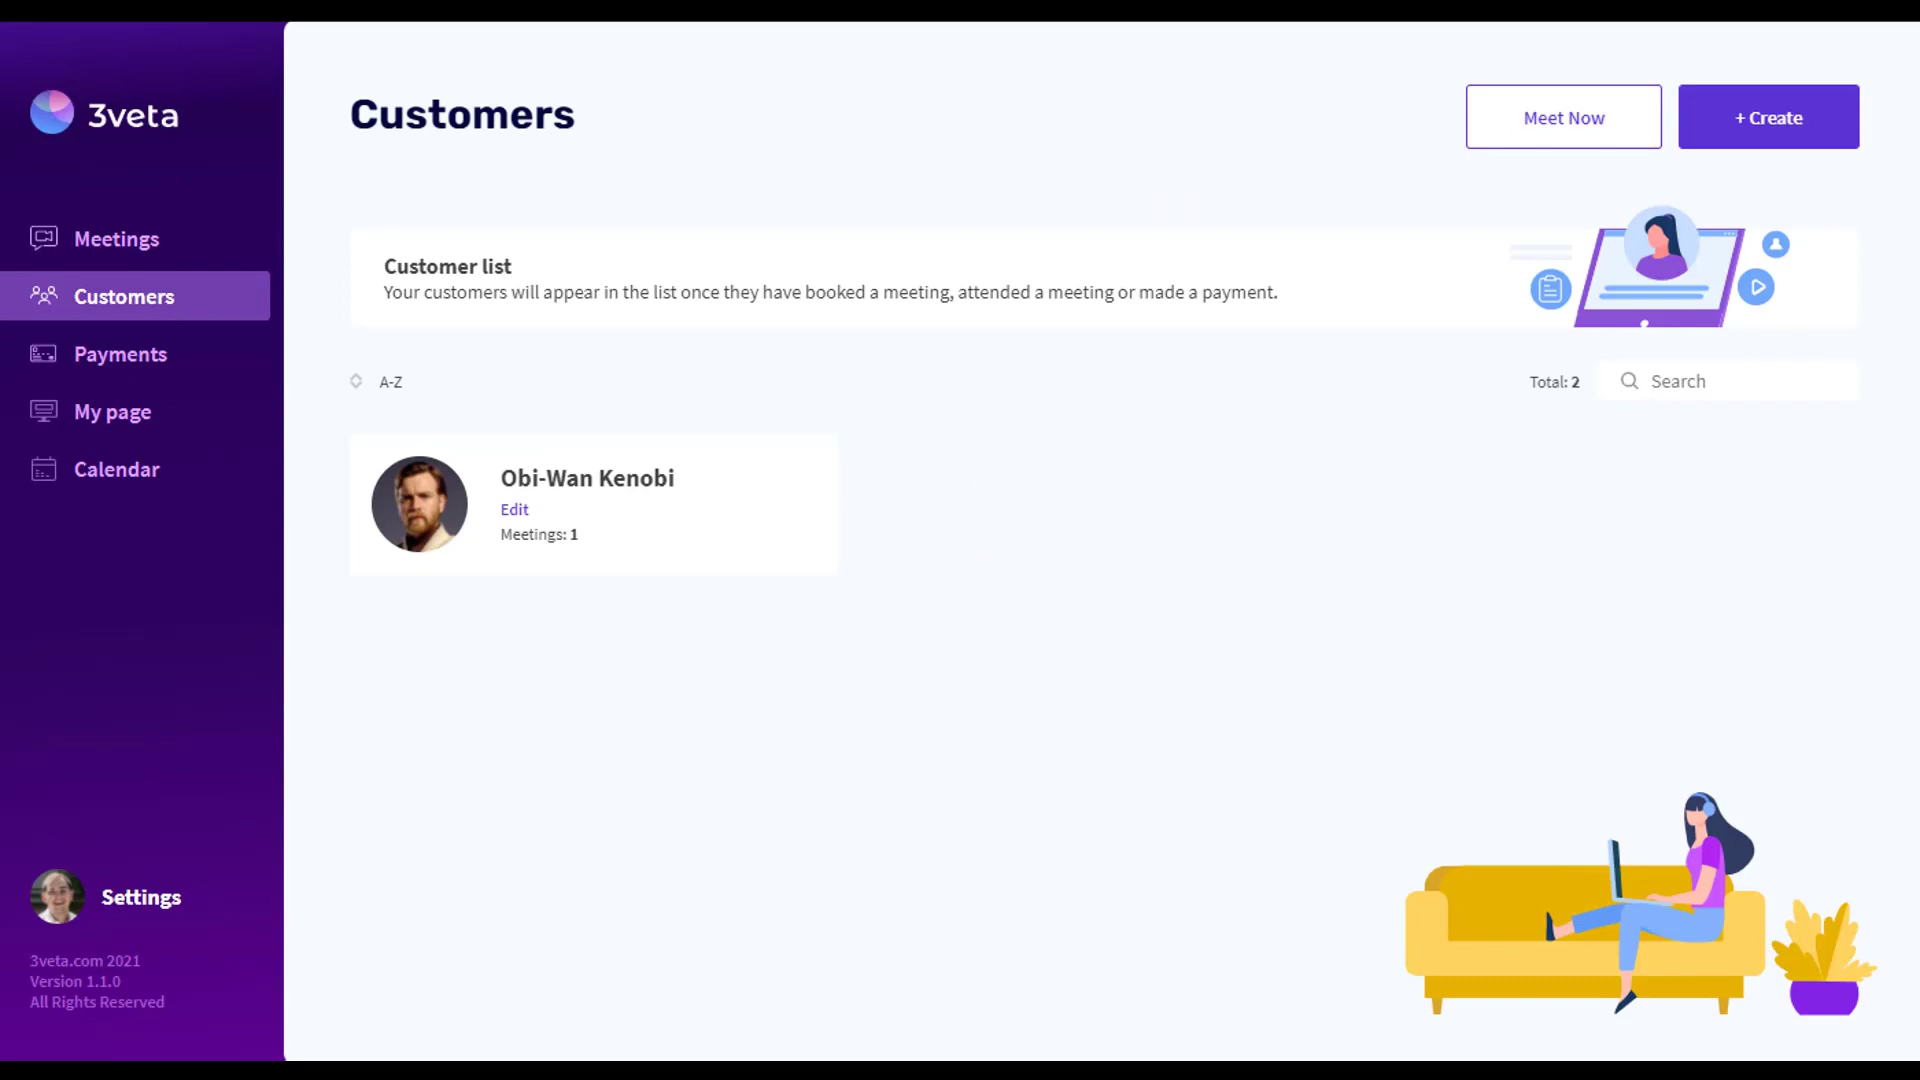 3veta
Meetings
Customers
Payments
My page
Calendar
Settings
3veta.com 2021
Version 1.1.0
All Rights Reserved
Customers
Meet Now
+ Create
Customer list
Your customers will appear in the list once they have booked a meeting, attended a meeting or made a payment.
A-Z
Total: 2
Search
Obi-Wan Kenobi
Edit
Meetings: 1